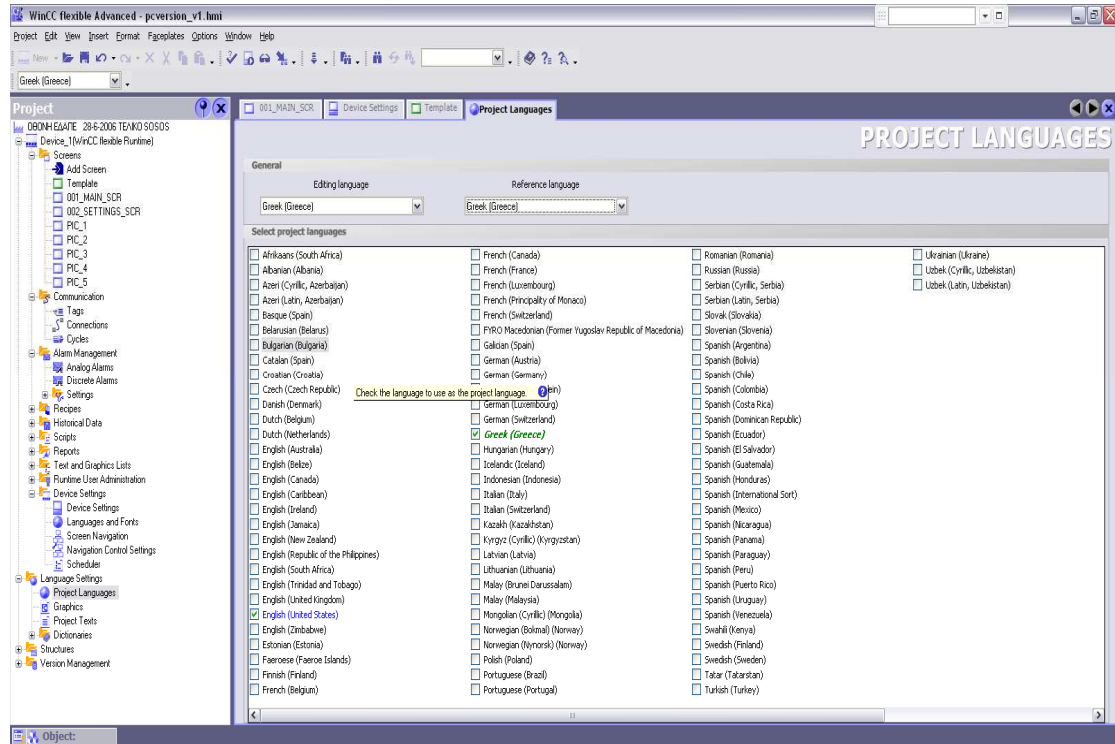 WinCC flexible Advanced - pcversion_v1.hmi
Project Edit View Insert Format Faceplates Options Window Help
New
Greek (Greece)
Project
ΟΘΟΝΗ ΕΔΑΠΕ 28-6-2006 ΤΕΛΙΚΟ SOSOS
Device_1(WinCC flexible Runtime)
Screens
Add Screen
Template
001_MAIN_SCR
002_SETTINGS_SCR
PIC_1
PIC_2
PIC_3
PIC_4
PIC_5
Communication
Tags
Connections
Cycles
Alarm Management
Analog Alarms
Discrete Alarms
Settings
Recipes
Historical Data
Scripts
Reports
Text and Graphics Lists
Runtime User Administration
Device Settings
Device Settings
Languages and Fonts
Screen Navigation
Navigation Control Settings
Scheduler
Language Settings
Project Languages
Graphics
Project Texts
Dictionaries
Structures
Version Management
001_MAIN_SCR Device Settings Template Project Languages
PROJECT LANGUAGES
General
Editing language Reference language
Greek (Greece) Greek (Greece)
Select project languages
Afrikaans (South Africa)
Albanian (Albania)
Azeri (Cyrillic, Azerbaijan)
Azeri (Latin, Azerbaijan)
Basque (Spain)
Belarusian (Belarus)
Bulgarian (Bulgaria)
Catalan (Spain)
Croatian (Croatia)
Czech (Czech Republic)
Danish (Denmark)
Dutch (Belgium)
Dutch (Netherlands)
English (Australia)
English (Belize)
English (Canada)
English (Caribbean)
English (Ireland)
English (Jamaica)
English (New Zealand)
English (Republic of the Philippines)
English (South Africa)
English (Trinidad and Tobago)
English (United Kingdom)
English (United States)
English (Zimbabwe)
Estonian (Estonia)
Faeroese (Faeroe Islands)
Finnish (Finland)
French (Belgium)
Check the language to use as the project language.
French (Canada)
French (France)
French (Luxembourg)
French (Principality of Monaco)
French (Switzerland)
FYRO Macedonian (Former Yugoslav Republic of Macedonia)
Galician (Spain)
German (Austria)
German (Germany)
ein)
German (Luxembourg)
German (Switzerland)
Greek (Greece)
Hungarian (Hungary)
Icelandic (Iceland)
Indonesian (Indonesia)
Italian (Italy)
Italian (Switzerland)
Kazakh (Kazakhstan)
Kyrgyz (Cyrillic) (Kyrgyzstan)
Latvian (Latvia)
Lithuanian (Lithuania)
Malay (Brunei Darussalam)
Malay (Malaysia)
Mongolian (Cyrillic) (Mongolia)
Norwegian (Bokmal) (Norway)
Norwegian (Nynorsk) (Norway)
Polish (Poland)
Portuguese (Brazil)
Portuguese (Portugal)
Romanian (Romania)
Russian (Russia)
Serbian (Cyrillic, Serbia)
Serbian (Latin, Serbia)
Slovak (Slovakia)
Slovenian (Slovenia)
Spanish (Argentina)
Spanish (Bolivia)
Spanish (Chile)
Spanish (Colombia)
Spanish (Costa Rica)
Spanish (Dominican Republic)
Spanish (Ecuador)
Spanish (El Salvador)
Spanish (Guatemala)
Spanish (Honduras)
Spanish (International Sort)
Spanish (Mexico)
Spanish (Nicaragua)
Spanish (Panama)
Spanish (Paraguay)
Spanish (Peru)
Spanish (Puerto Rico)
Spanish (Uruguay)
Spanish (Venezuela)
Swahili (Kenya)
Swedish (Finland)
Swedish (Sweden)
Tatar (Tatarstan)
Turkish (Turkey)
Ukrainian (Ukraine)
Uzbek (Cyrillic, Uzbekistan)
Uzbek (Latin, Uzbekistan)
Object: